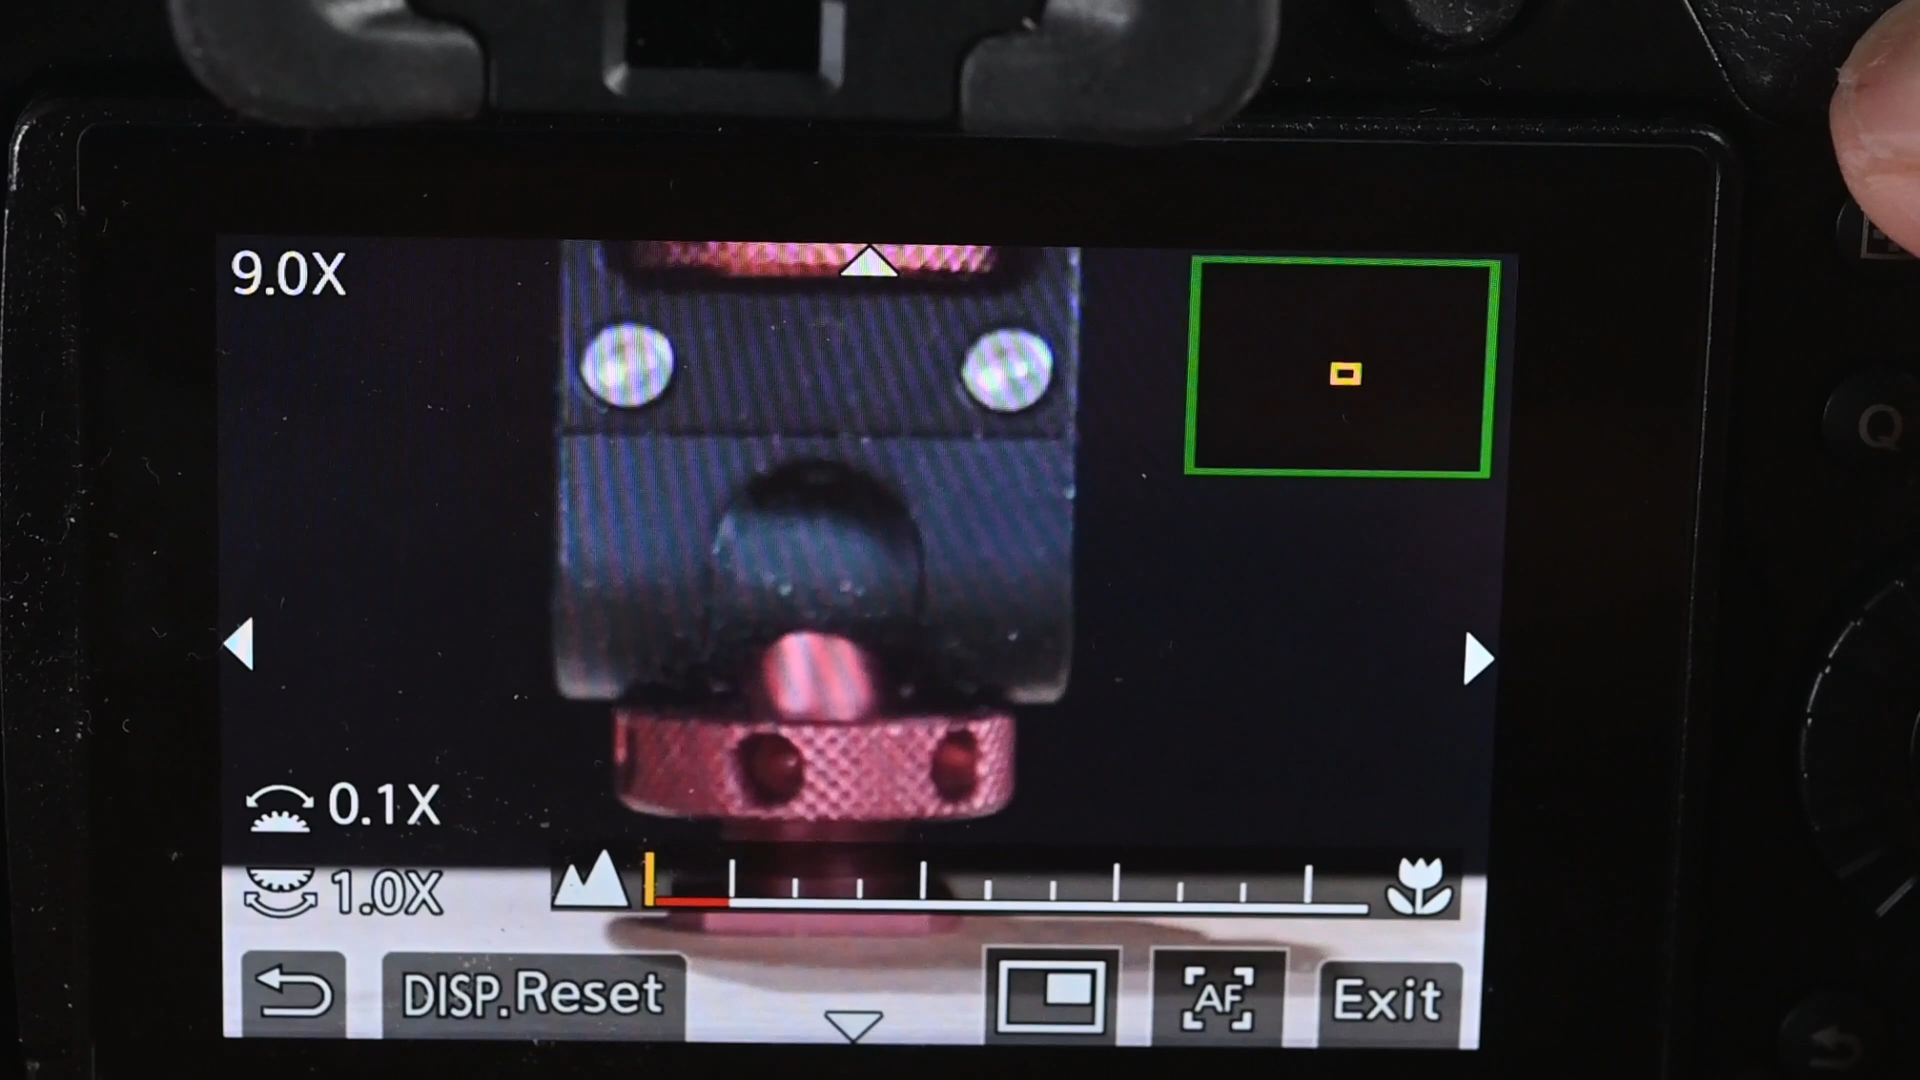 9.0X
Q
0.1X
1.0X
DISP.Reset
AF
Exit